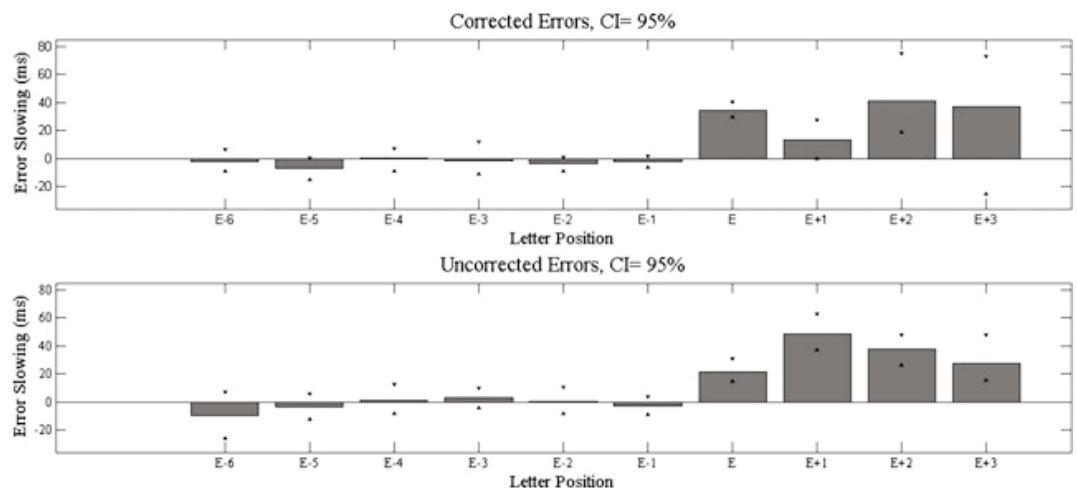 Corrected Errors, CI= 95%
Error Slowing (ms)
80
60
40
20
0
-20
E-6 E-5 E-4 E-3 E-2 E-1 E E+1 E+2 E+3
Letter Position
Uncorrected Errors, CI= 95%
Error Slowing (ms)
80
60
40
20
0
-20
E-6 E-5 E-4 E-3 E-2 E-1 E E+1 E+2 E+3
Letter Position